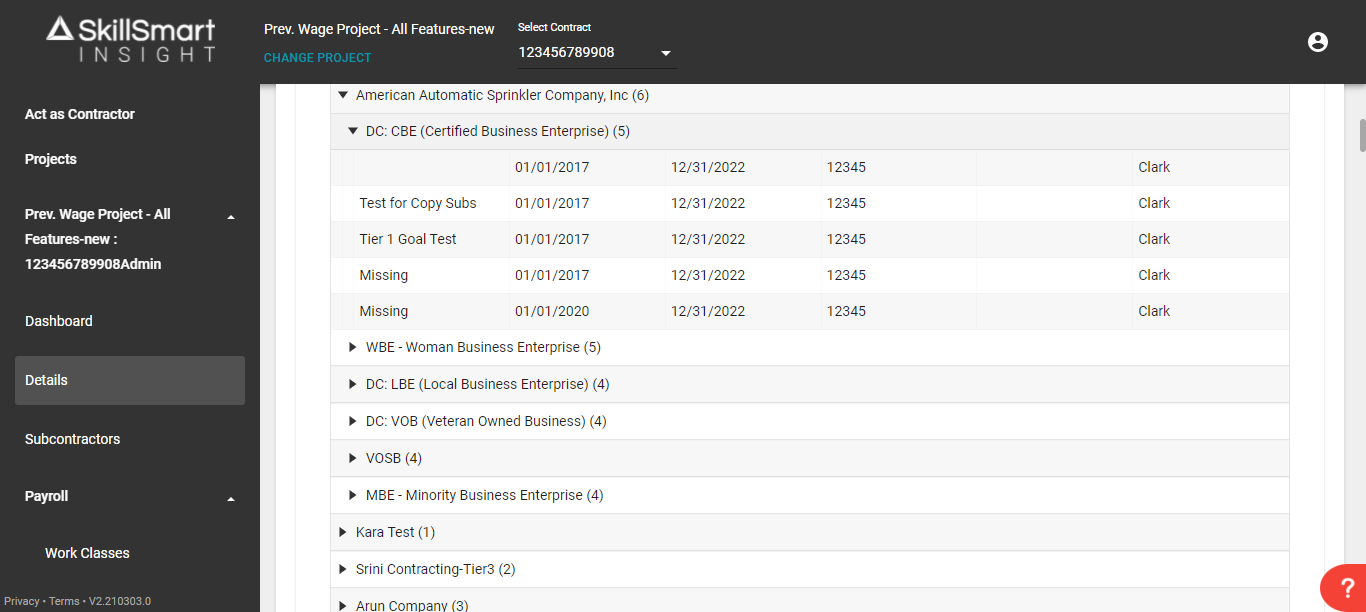 SkillSmart
INSIGHT
Prev. Wage Project - All Features-new
CHANGE PROJECT
Select Contract
123456789908
Act as Contractor
Projects
Prev. Wage Project - All
Features-new :
123456789908Admin
Dashboard
Details
Subcontractors
Payroll
Work Classes
Privacy • Terms • V2.210303.0
American Automatic Sprinkler Company, Inc (6)
DC: CBE (Certified Business Enterprise) (5)
01/01/2017 12/31/2022 12345 Clark
Test for Copy Subs 01/01/2017 12/31/2022 12345 Clark
Tier 1 Goal Test 01/01/2017 12/31/2022 12345 Clark
Missing 01/01/2017 12/31/2022 12345 Clark
Missing 01/01/2020 12/31/2022 12345 Clark
WBE - Woman Business Enterprise (5)
DC: LBE (Local Business Enterprise) (4)
DC: VOB (Veteran Owned Business) (4)
VOSB (4)
MBE - Minority Business Enterprise (4)
Kara Test (1)
Srini Contracting-Tier3 (2)
Arun Company (3)
?